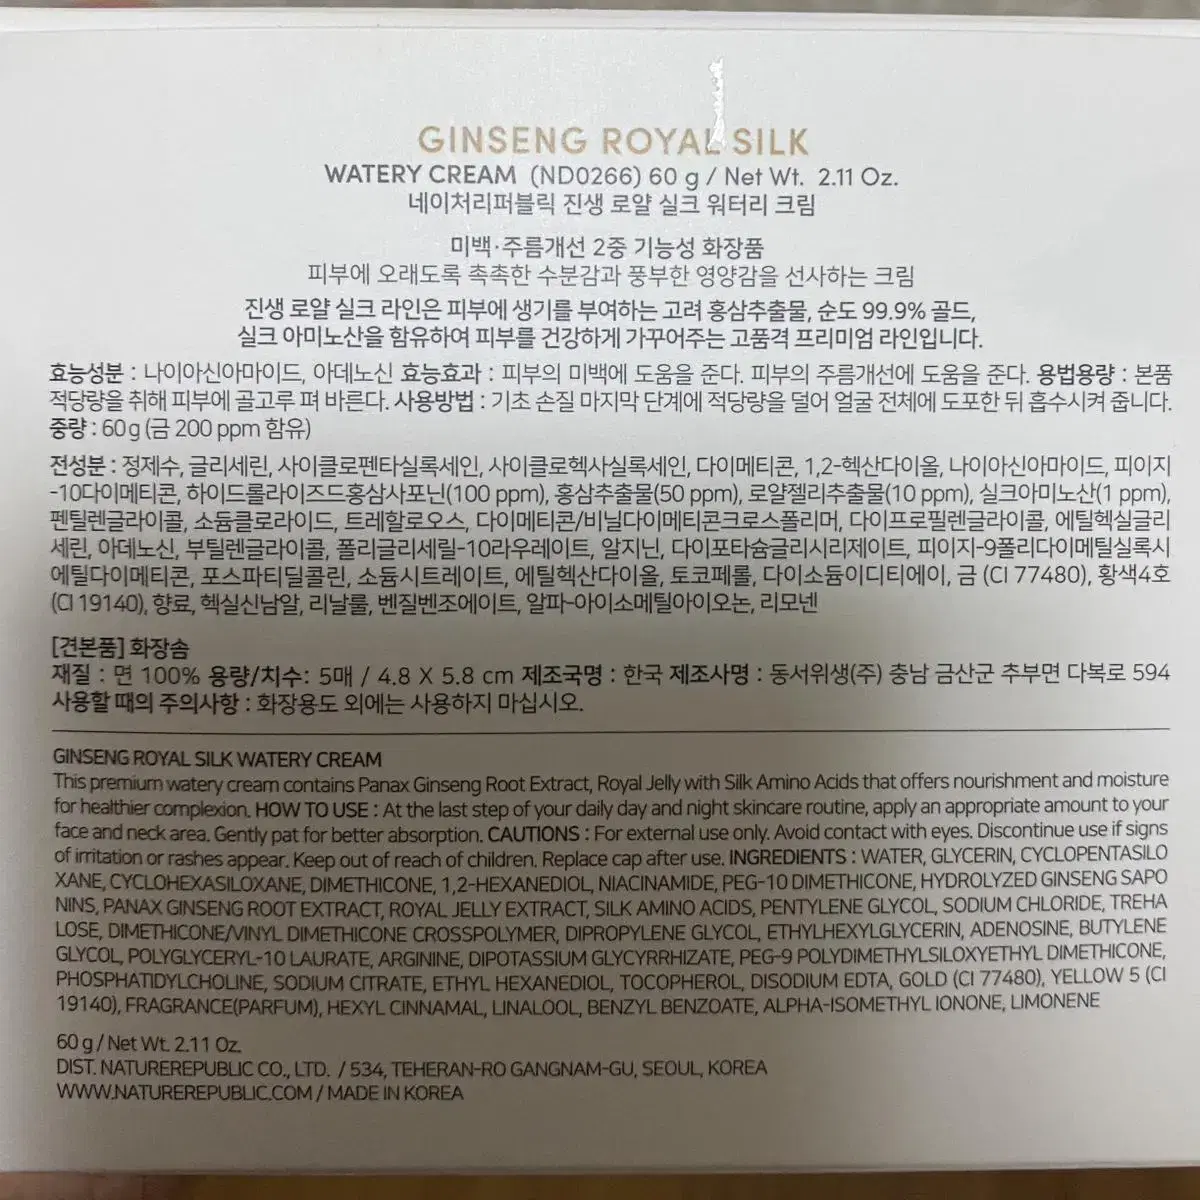 GINSENG ROYAL SILK
WATERY CREAM (ND0266) 60 g / Net Wt. 2.11 Oz.
네이처리퍼블릭 진생 로얄 실크 워터리 크림
미백·주름개선 2중 기능성 화장품
피부에 오래도록 촉촉한 수분감과 풍부한 영양감을 선사하는 크림
진생 로얄 실크 라인은 피부에 생기를 부여하는 고려 홍삼추출물, 순도 99.9% 골드,
실크 아미노산을 함유하여 피부를 건강하게 가꾸어주는 고품격 프리미엄 라인입니다.
효능성분 : 나이아신아마이드, 아데노신 효능효과 : 피부의 미백에 도움을 준다. 피부의 주름개선에 도움을 준다. 용법용량 : 본품
적당량을 취해 피부에 골고루 펴 바른다. 사용방법 : 기초 손질 마지막 단계에 적당량을 덜어 얼굴 전체에 도포한 뒤 흡수시켜 줍니다.
중량 : 60 g (금 200 ppm 함유)
전성분 : 정제수, 글리세린, 사이클로펜타실록세인, 사이클로헥사실록세인, 다이메티콘, 1,2-헥산다이올, 나이아신아마이드, 피이지
-10다이메티콘, 하이드롤라이즈드홍삼사포닌(100 ppm), 홍삼추출물(50 ppm), 로얄젤리추출물(10 ppm), 실크아미노산(1 ppm),
펜틸렌글라이콜, 소듐클로라이드, 트레할로오스, 다이메티콘/비닐다이메티콘크로스폴리머, 다이프로필렌글라이콜, 에틸헥실글리
세린, 아데노신, 부틸렌글라이콜, 폴리글리세릴-10라우레이트, 알지닌, 다이포타슘글리시리제이트, 피이지-9폴리다이메틸실록시
에틸다이메티콘, 포스파티딜콜린, 소듐시트레이트, 에틸헥산다이올, 토코페롤, 다이소듐이디티에이, 금 (CI 77480), 황색4호
(CI 19140), 향료, 헥실신남알, 리날룰, 벤질벤조에이트, 알파-아이소메틸아이오논, 리모넨
[견본품] 화장솜
재질 : 면 100% 용량/치수: 5매 / 4.8 X 5.8 cm 제조국명 : 한국 제조사명 : 동서위생(주) 충남 금산군 추부면 다복로 594
사용할 때의 주의사항 : 화장용도 외에는 사용하지 마십시오.
GINSENG ROYAL SILK WATERY CREAM
This premium watery cream contains Panax Ginseng Root Extract, Royal Jelly with Silk Amino Acids that offers nourishment and moisture
for healthier complexion. HOW TO USE : At the last step of your daily day and night skincare routine, apply an appropriate amount to your
face and neck area. Gently pat for better absorption. CAUTIONS : For external use only. Avoid contact with eyes. Discontinue use if signs
of irritation or rashes appear. Keep out of reach of children. Replace cap after use. INGREDIENTS : WATER, GLYCERIN, CYCLOPENTASILO
XANE, CYCLOHEXASILOXANE, DIMETHICONE, 1,2-HEXANEDIOL, NIACINAMIDE, PEG-10 DIMETHICONE, HYDROLYZED GINSENG SAPO
NINS, PANAX GINSENG ROOT EXTRACT, ROYAL JELLY EXTRACT, SILK AMINO ACIDS, PENTYLENE GLYCOL, SODIUM CHLORIDE, TREHA
LOSE, DIMETHICONE/VINYL DIMETHICONE CROSSPOLYMER, DIPROPYLENE GLYCOL, ETHYLHEXYLGLYCERIN, ADENOSINE, BUTYLENE
GLYCOL, POLYGLYCERYL-10 LAURATE, ARGININE, DIPOTASSIUM GLYCYRRHIZATE, PEG-9 POLYDIMETHYLSILOXYETHYL DIMETHICONE,
PHOSPHATIDYLCHOLINE, SODIUM CITRATE, ETHYL HEXANEDIOL, TOCOPHEROL, DISODIUM EDTA, GOLD (CI 77480), YELLOW 5 (CI
19140), FRAGRANCE(PARFUM), HEXYL CINNAMAL, LINALOOL, BENZYL BENZOATE, ALPHA-ISOMETHYL IONONE, LIMONENE
60 g / Net Wt. 2.11 Oz.
DIST. NATUREREPUBLIC CO., LTD. / 534, TEHERAN-RO GANGNAM-GU, SEOUL, KOREA
WWW.NATUREREPUBLIC.COM / MADE IN KOREA